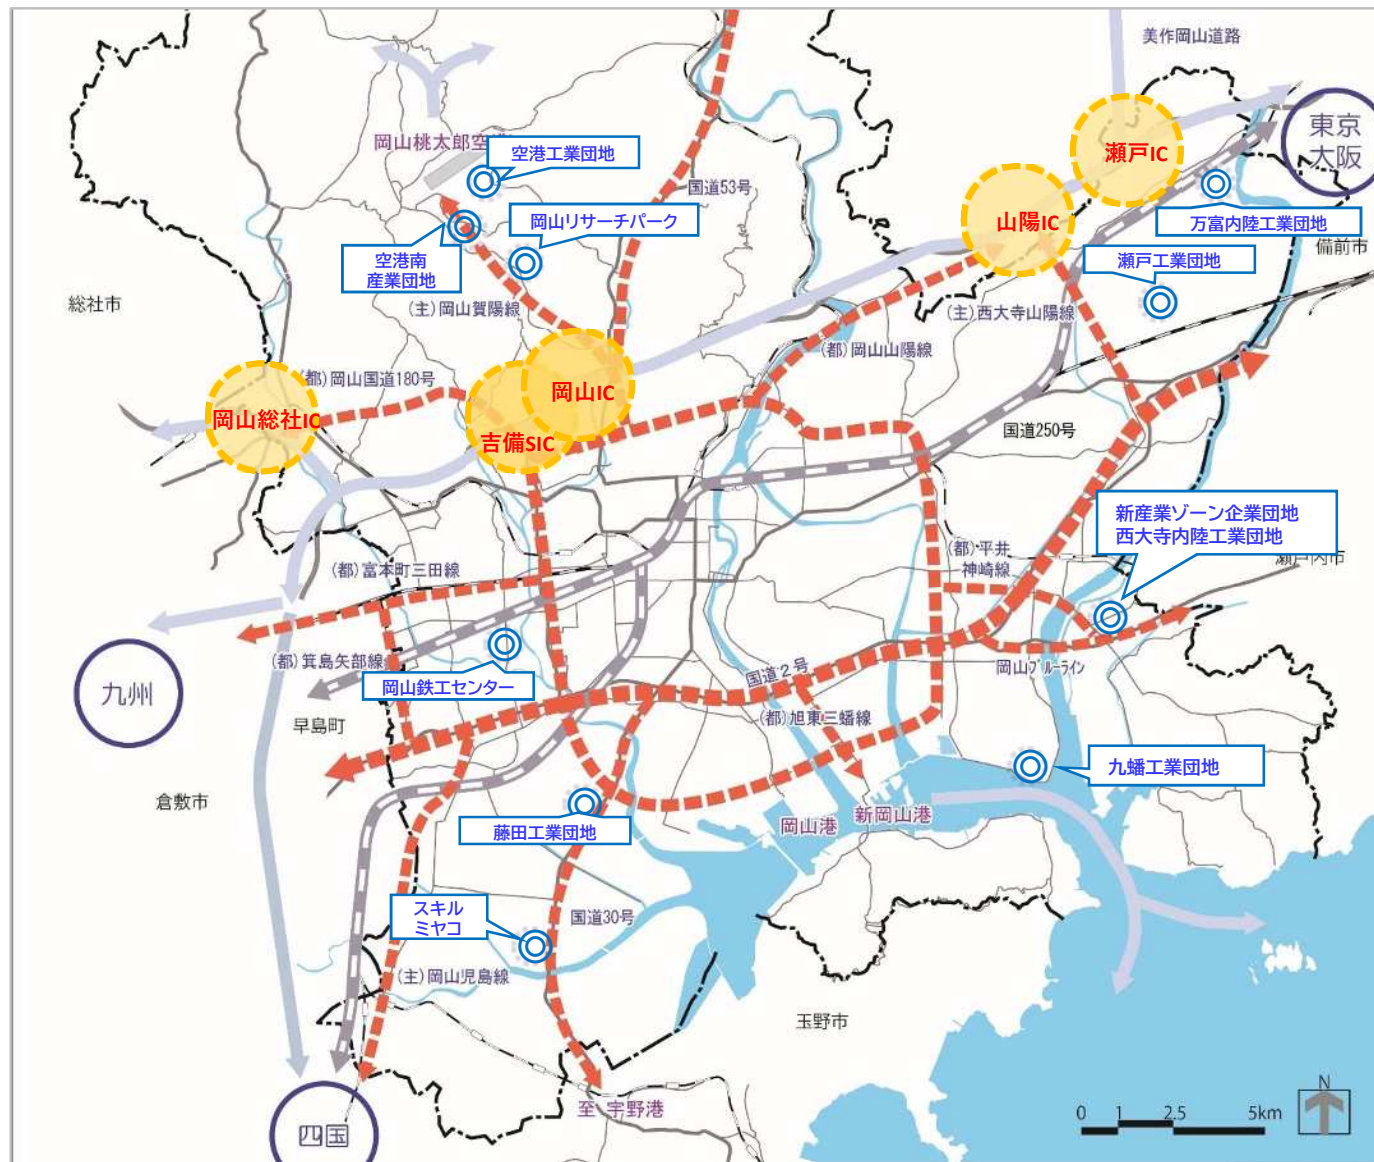 美作岡山道路
東京
大阪
岡山桃太郎空港
空港工業団地
瀬戸IC
国道53号
岡山リサーチパーク
山陽IC
万富内陸工業団地
備前市
空港南
産業団地
瀬戸工業団地
総社市
(主)岡山賀陽線
(主)西大寺山陽線
(都)岡山山陽線
(都)岡山国道180号
岡山IC
岡山総社IC
吉備SIC
国道250号
新産業ゾーン企業団地
西大寺内陸工業団地
(都)平井
神崎線
瀬戸内市
(都)富本町三田線
(都)箕島矢部線
岡山鉄工センター
国道2号
岡山ブルーライン
九州
早島町
(都)旭東三蟠線
九蟠工業団地
倉敷市
藤田工業団地
岡山港
新岡山港
スキル
ミヤコ
国道30号
(主)岡山児島線
玉野市
至 宇野港
四国
0 1 2.5 5km
N